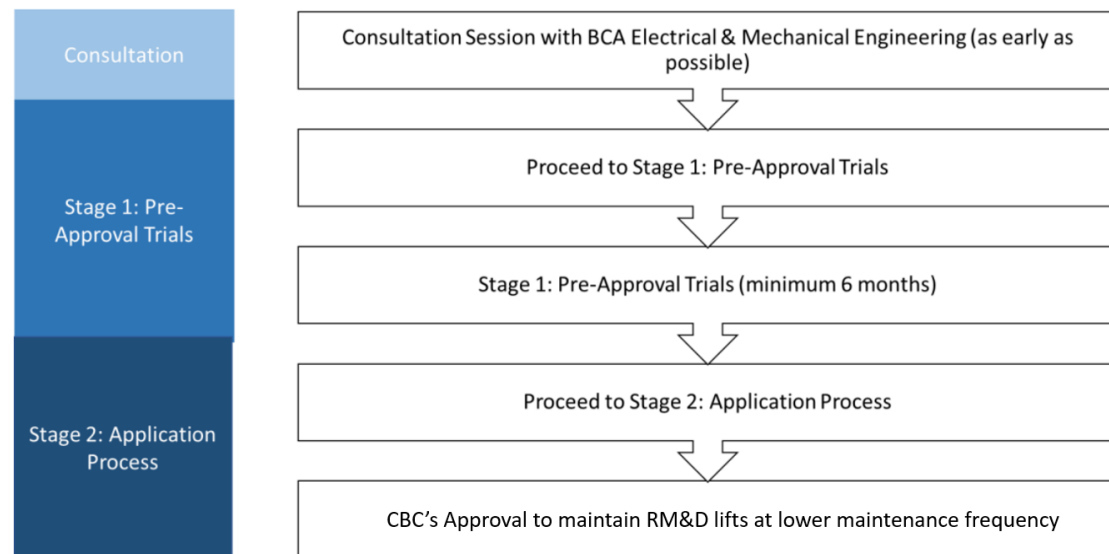 Consultation
Consultation Session with BCA Electrical & Mechanical Engineering (as early as
possible)
Stage 1: Pre-
Approval Trials
Proceed to Stage 1: Pre-Approval Trials
Stage 1: Pre-Approval Trials (minimum 6 months)
Stage 2: Application
Process
Proceed to Stage 2: Application Process
CBC's Approval to maintain RM&D lifts at lower maintenance frequency